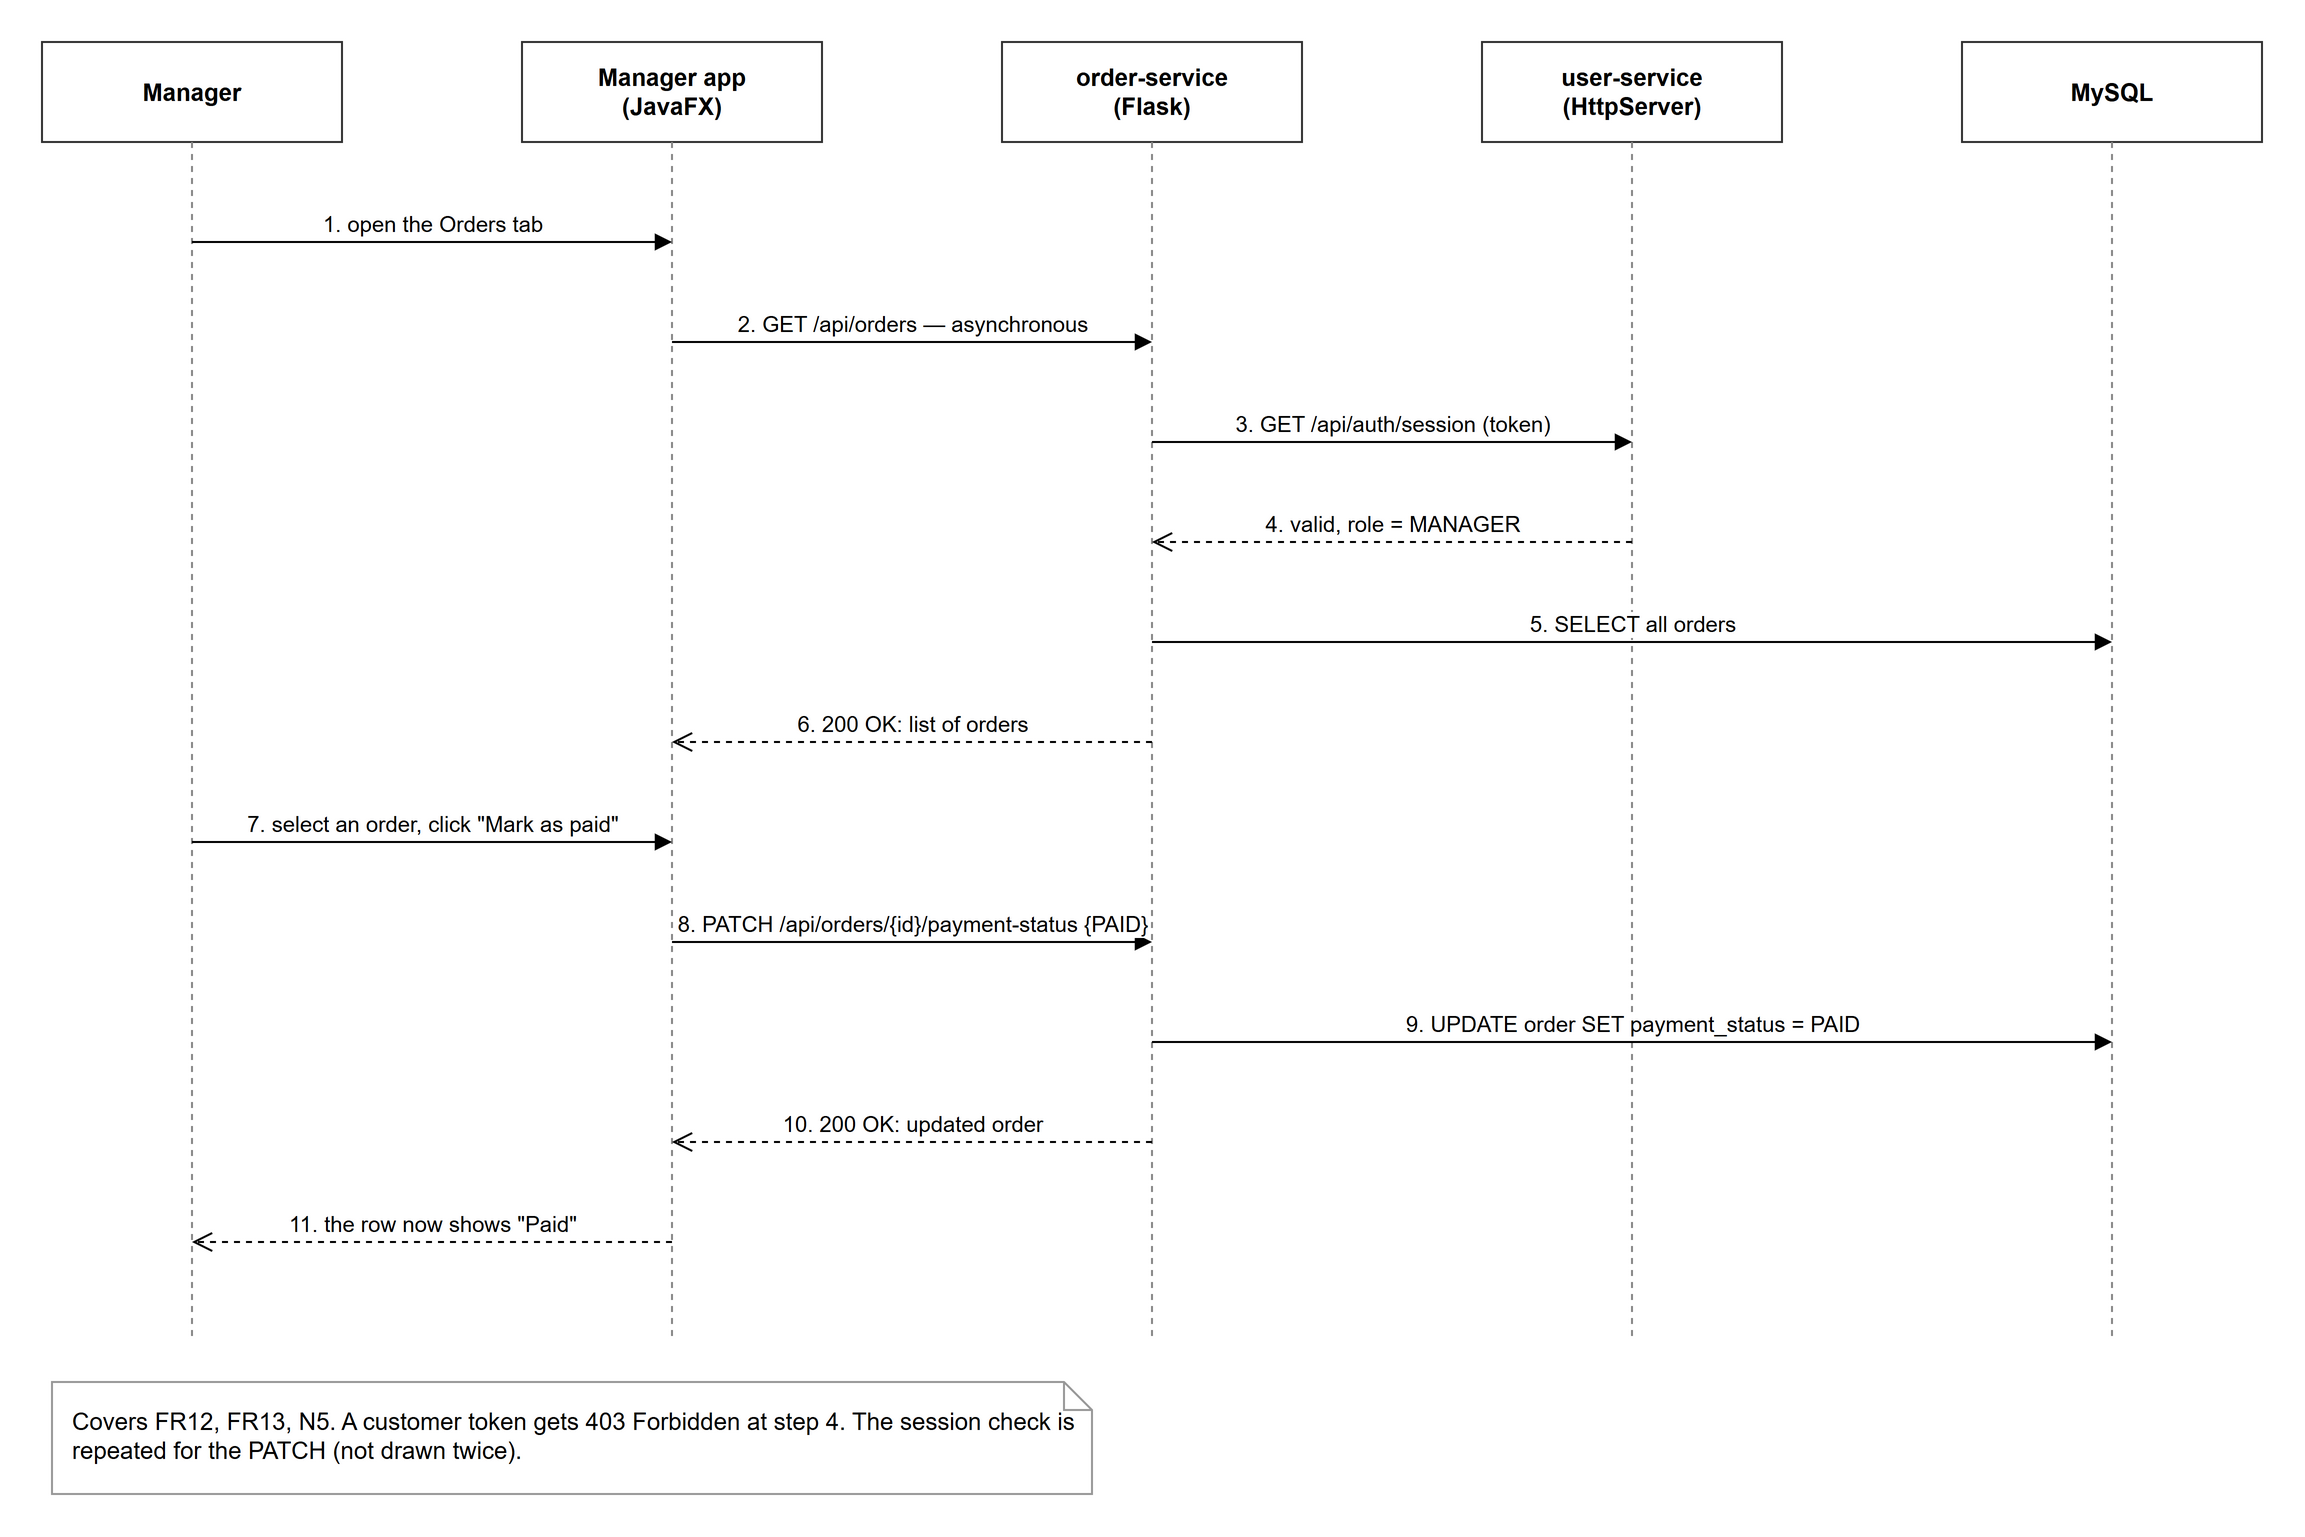 Manager
Manager app
(JavaFX)
order-service
(Flask)
user-service
(HttpServer)
MySQL
1. open the Orders tab
2. GET /api/orders — asynchronous
3. GET /api/auth/session (token)
4. valid, role = MANAGER
5. SELECT all orders
6. 200 OK: list of orders
7. select an order, click "Mark as paid"
8. PATCH /api/orders/{id}/payment-status {PAID}
9. UPDATE order SET payment_status = PAID
10. 200 OK: updated order
11. the row now shows "Paid"
Covers FR12, FR13, N5. A customer token gets 403 Forbidden at step 4. The session check is
repeated for the PATCH (not drawn twice).